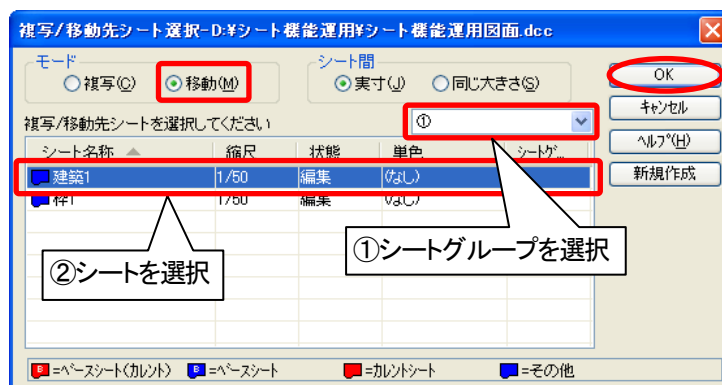 複写/移動先シート選択-D:¥シート機能運用¥シート機能運用図面.dcc
モード
複写(C) 移動(M)
シート間
実寸(J) 同じ大きさ(S)
OK
キャンセル
ヘルプ(H)
新規作成
複写/移動先シートを選択してください
①
シート名称 縮尺 状態 単色 シートグ...
建築1 1/50 編集 (なし)
枠1 1/50 編集 (なし)
①シートグループを選択
②シートを選択
B =ベースシート(カレント) B =ベースシート =カレントシート =その他